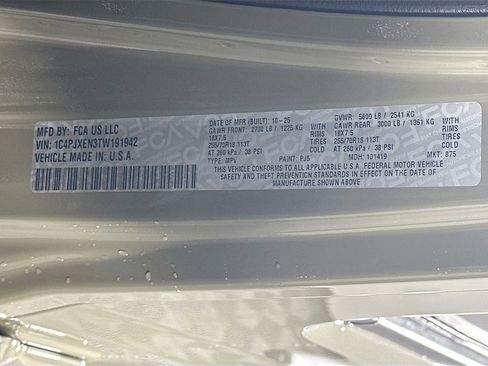 MFD. BY: FCA US LLC
VIN: 1C4PJXEN3TW191942
VEHICLE MADE IN: U.S.A.
DATE OF MFR (BUILT): 10-25
GAWR FRONT: 2700 LB / 1225 KG WITH
18X7.5 RIMS
255/70R18 113T TIRES
AT 260 kPa / 38 PSI COLD
GVWR: 5600 LB / 2541 KG
GAWR REAR: 3000 LB / 1361 KG WITH
18X7.5 RIMS
255/70R18 113T TIRES
AT 260 kPa / 38 PSI COLD
TYPE: MPV PAINT: PJ5 MDH: 101419 MKT: 875
THIS VEHICLE CONFORMS TO ALL APPLICABLE U.S.A. FEDERAL MOTOR VEHICLE
SAFETY AND THEFT PREVENTION STANDARDS IN EFFECT ON THE DATE OF
MANUFACTURE SHOWN ABOVE